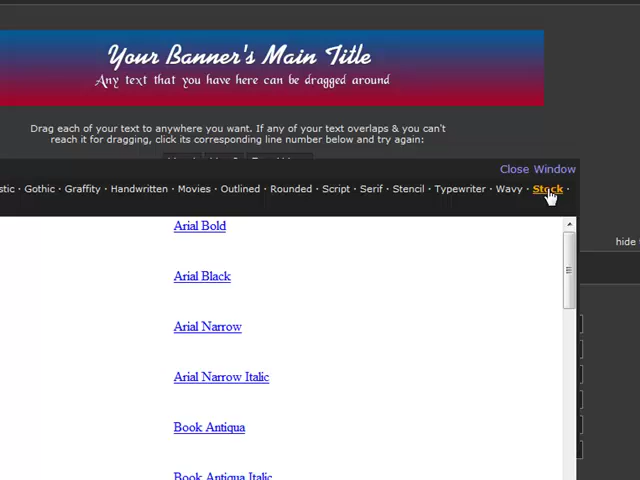 Your Banner's Main Title
Any text that you have here can be dragged around
Drag each of your text to anywhere you want. If any of your text overlaps & you can't
reach it for dragging, click its corresponding line number below and try again:
Close Window
stic · Gothic · Graffity · Handwritten · Movies · Outlined · Rounded · Script · Serif · Stencil · Typewriter · Wavy · Stock ·
Arial Bold
hide
Arial Black
Arial Narrow
Arial Narrow Italic
Book Antiqua
Book Antiqua Italic